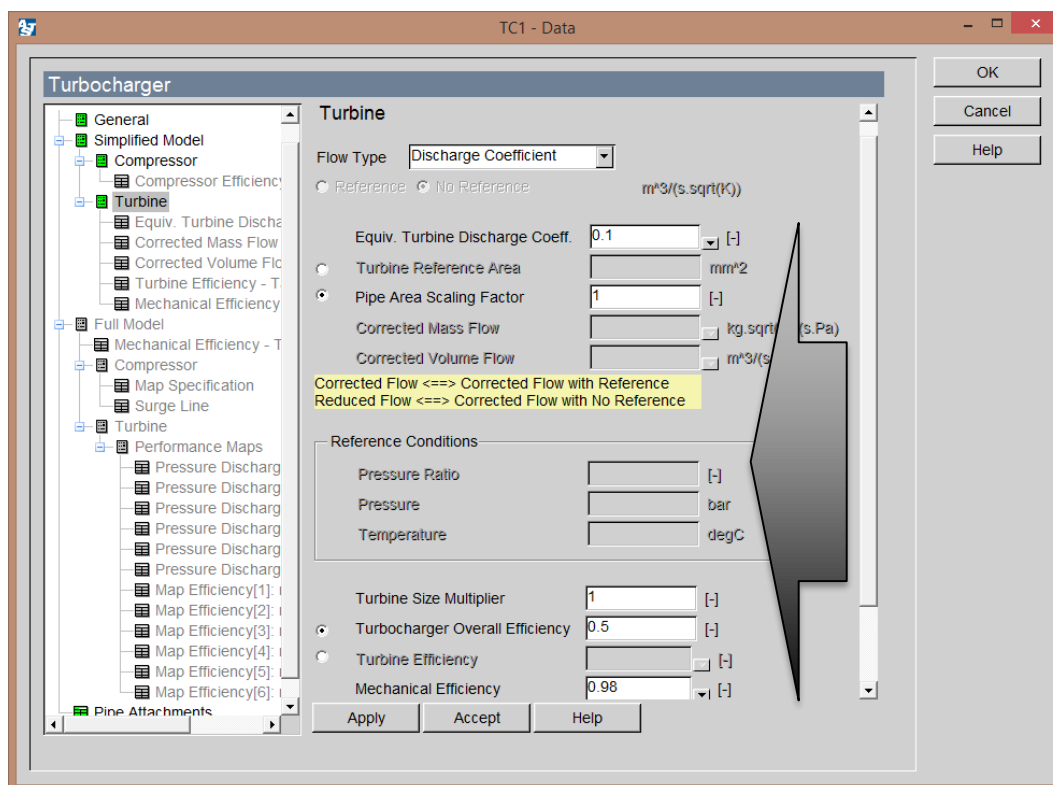 TC1 - Data
OK
Cancel
Help
Turbocharger
General
Simplified Model
Compressor
Compressor Efficiency
Turbine
Equiv. Turbine Discha
Corrected Mass Flow
Corrected Volume Flo
Turbine Efficiency - T
Mechanical Efficiency
Full Model
Mechanical Efficiency - T
Compressor
Map Specification
Surge Line
Turbine
Performance Maps
Pressure Discharg
Pressure Discharg
Pressure Discharg
Pressure Discharg
Pressure Discharg
Pressure Discharg
Map Efficiency[1]:
Map Efficiency[2]:
Map Efficiency[3]:
Map Efficiency[4]:
Map Efficiency[5]:
Map Efficiency[6]:
Pipe Attachments
Turbine
Flow Type Discharge Coefficient
Reference No Reference m^3/(s.sqrt(K))
Equiv. Turbine Discharge Coeff. 0.1 [-]
Turbine Reference Area mm^2
Pipe Area Scaling Factor 1 [-]
Corrected Mass Flow kg.sqrt( (s.Pa)
Corrected Volume Flow m^3/(s
Corrected Flow <==> Corrected Flow with Reference
Reduced Flow <==> Corrected Flow with No Reference
Reference Conditions
Pressure Ratio [-]
Pressure bar
Temperature degC
Turbine Size Multiplier 1 [-]
Turbocharger Overall Efficiency 0.5 [-]
Turbine Efficiency [-]
Mechanical Efficiency 0.98 [-]
Apply Accept Help